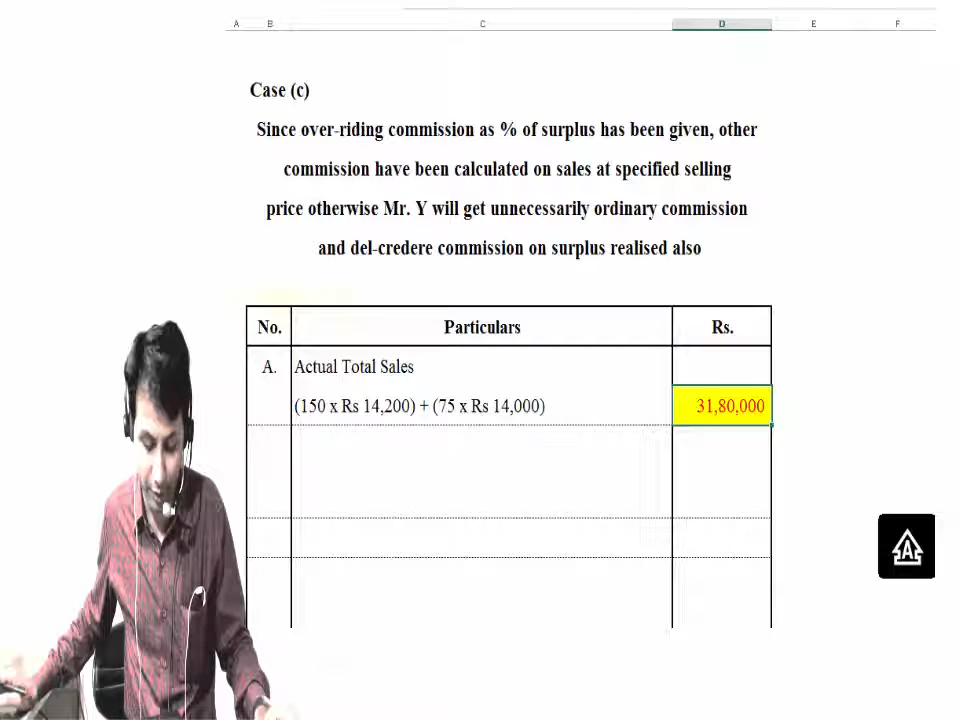 A B C D E F
Case (c)
Since over-riding commission as % of surplus has been given, other
commission have been calculated on sales at specified selling
price otherwise Mr. Y will get unnecessarily ordinary commission
and del-credere commission on surplus realised also
No. Particulars Rs.
A. Actual Total Sales
(150 x Rs 14,200) + (75 x Rs 14,000) 31,80,000
A